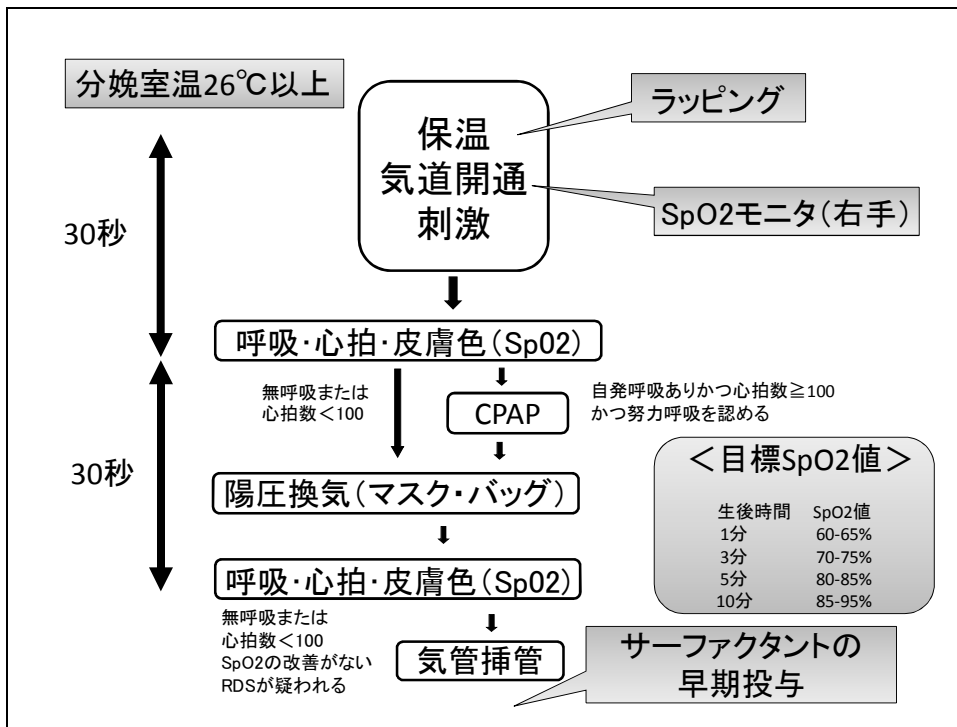 分娩室温26℃以上
保温
気道開通
刺激
ラッピング
SpO2モニタ(右手)
30秒
呼吸・心拍・皮膚色(SpO2)
無呼吸または
心拍数<100
CPAP
自発呼吸ありかつ心拍数≧100
かつ努力呼吸を認める
30秒
陽圧換気(マスク・バッグ)
<目標SpO2値>
生後時間 SpO2値
1分 60-65%
3分 70-75%
5分 80-85%
10分 85-95%
呼吸・心拍・皮膚色(SpO2)
無呼吸または
心拍数<100
SpO2の改善がない
RDSが疑われる
気管挿管
サーファクタントの
早期投与